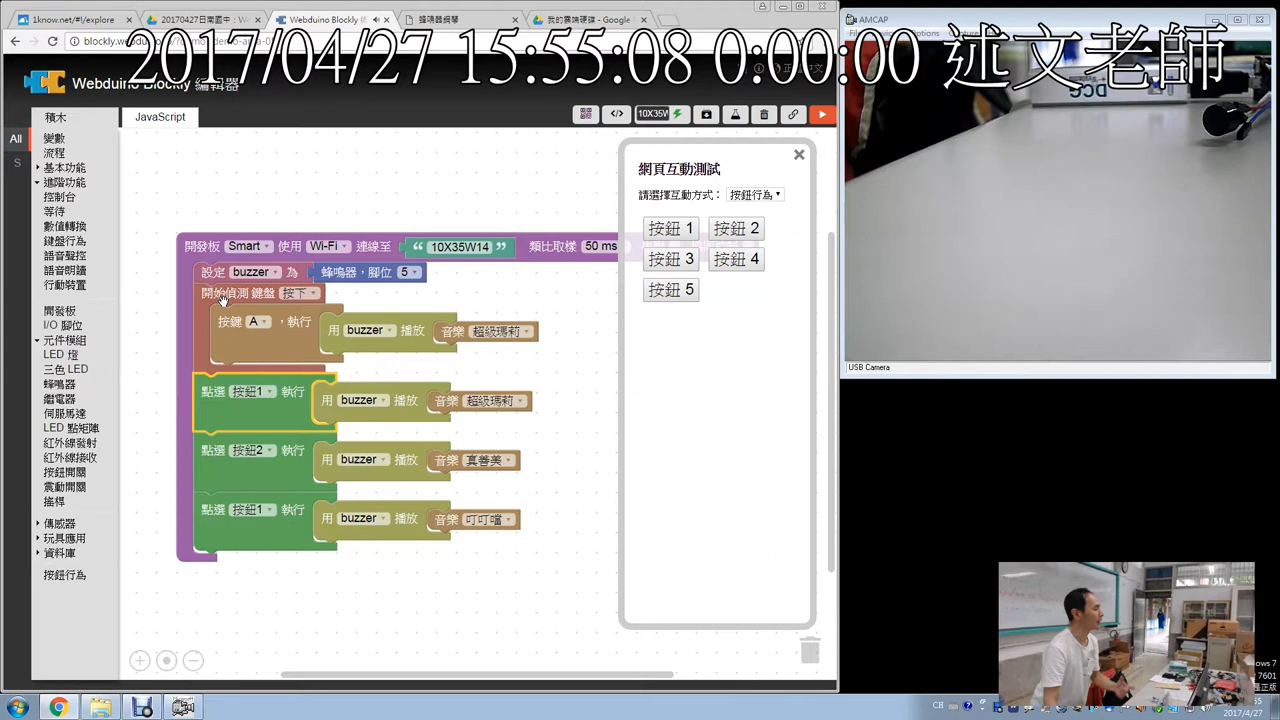 1know.net/#!/explore
20170427日南國中：W
Webduino Blockly 編
蜂鳴器鋼琴
我的雲端硬碟 - Google
AMCAP
2017/04/27 15:55:08 0:00:00 述文老師
blockly.webduino
Webduino Blockly 編輯器
積木
JavaScript
10X35W
All
S
變數
流程
基本功能
進階功能
控制台
等待
數值轉換
鍵盤行為
語音聲控
語音朗讀
行動裝置
開發板
I/O 腳位
元件模組
LED 燈
三色 LED
蜂鳴器
繼電器
伺服馬達
LED 點矩陣
紅外線發射
紅外線接收
按鈕開關
震動開關
搖桿
傳感器
玩具應用
資料庫
按鈕行為
開發板 Smart 使用 Wi-Fi 連線至 “ 10X35W14 ” 類比取樣 50 ms
設定 buzzer 為 蜂鳴器，腳位 5
開始偵測 鍵盤 按下
按鍵 A ，執行 用 buzzer 播放 音樂 超級瑪莉
點選 按鈕1 執行 用 buzzer 播放 音樂 超級瑪莉
點選 按鈕2 執行 用 buzzer 播放 音樂 真善美
點選 按鈕1 執行 用 buzzer 播放 音樂 叮叮噹
網頁互動測試
請選擇互動方式： 按鈕行為
按鈕 1 按鈕 2
按鈕 3 按鈕 4
按鈕 5
USB Camera
CH
2017/4/27